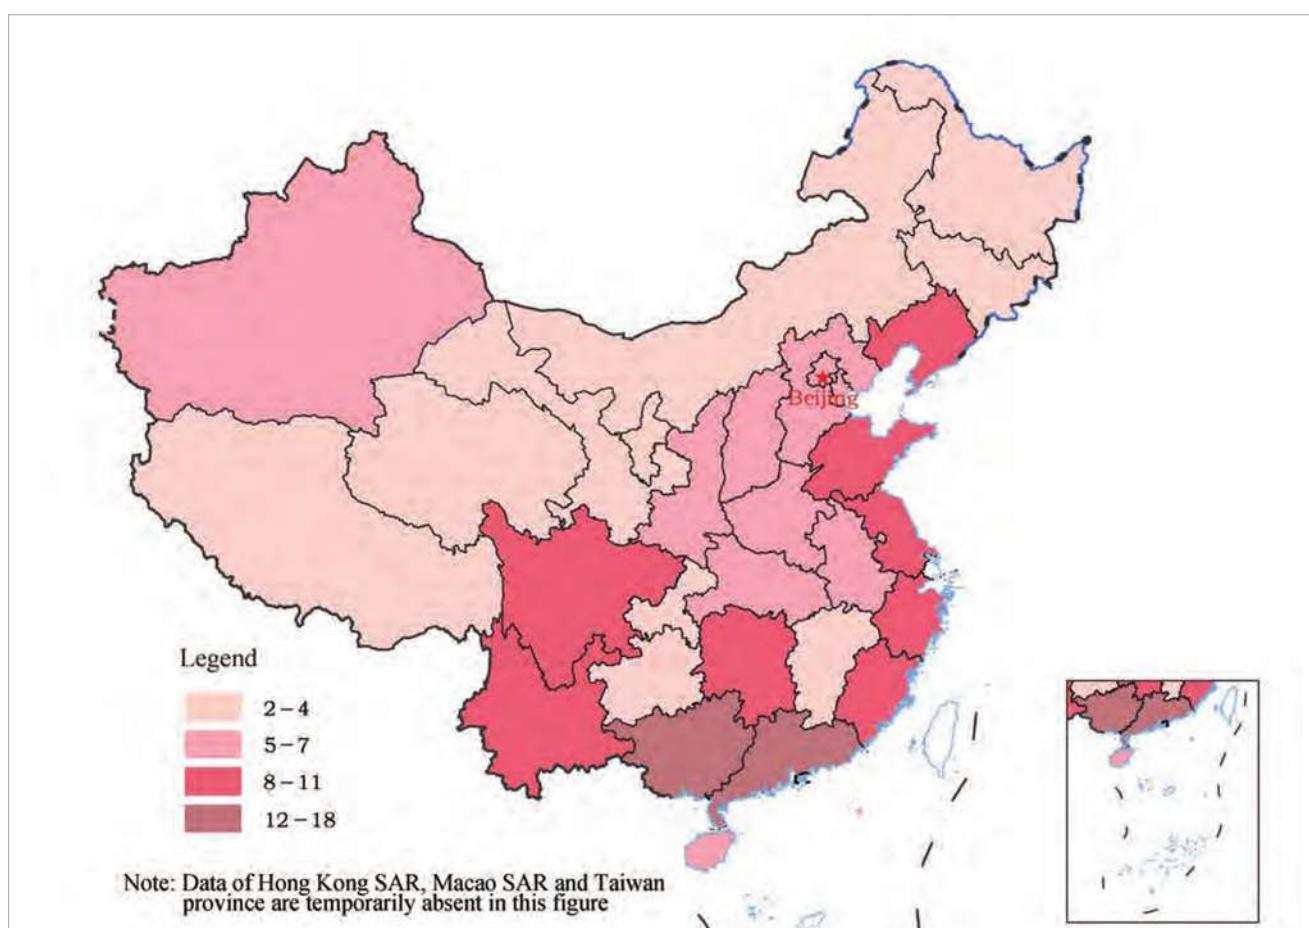 Beijing
Legend
2－4
5－7
8－11
12－18
Note: Data of Hong Kong SAR, Macao SAR and Taiwan
province are temporarily absent in this figure